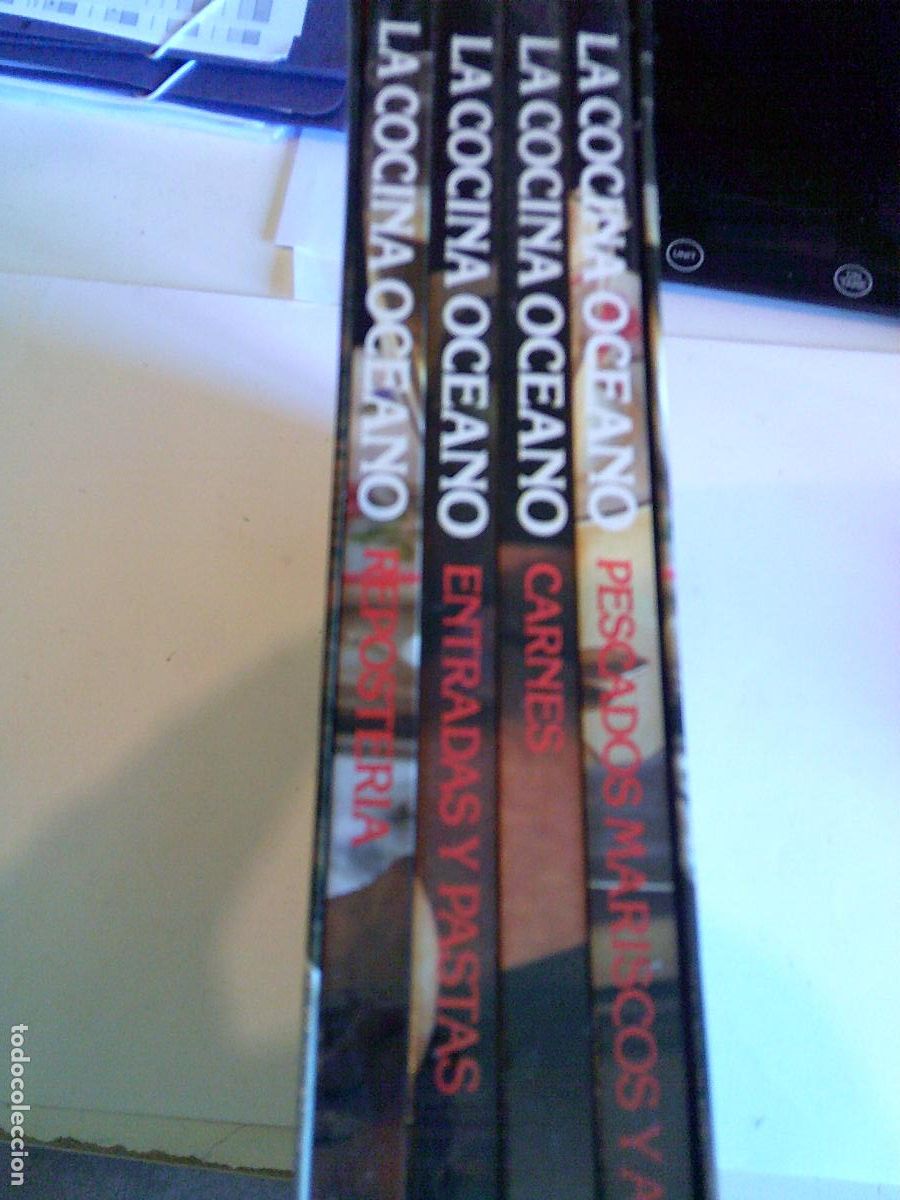 LA COCINA OCEANO REPOSTERIA
LA COCINA OCEANO ENTRADAS Y PASTAS
LA COCINA OCEANO CARNES
LA COCINA OCEANO PESCADOS MARISCOS Y A
UNIT
todocoleccion